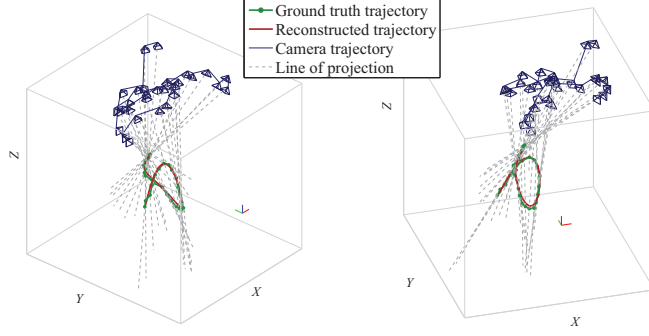 Ground truth trajectory
Reconstructed trajectory
Camera trajectory
Line of projection
Z
Y
X
Z
Y
X